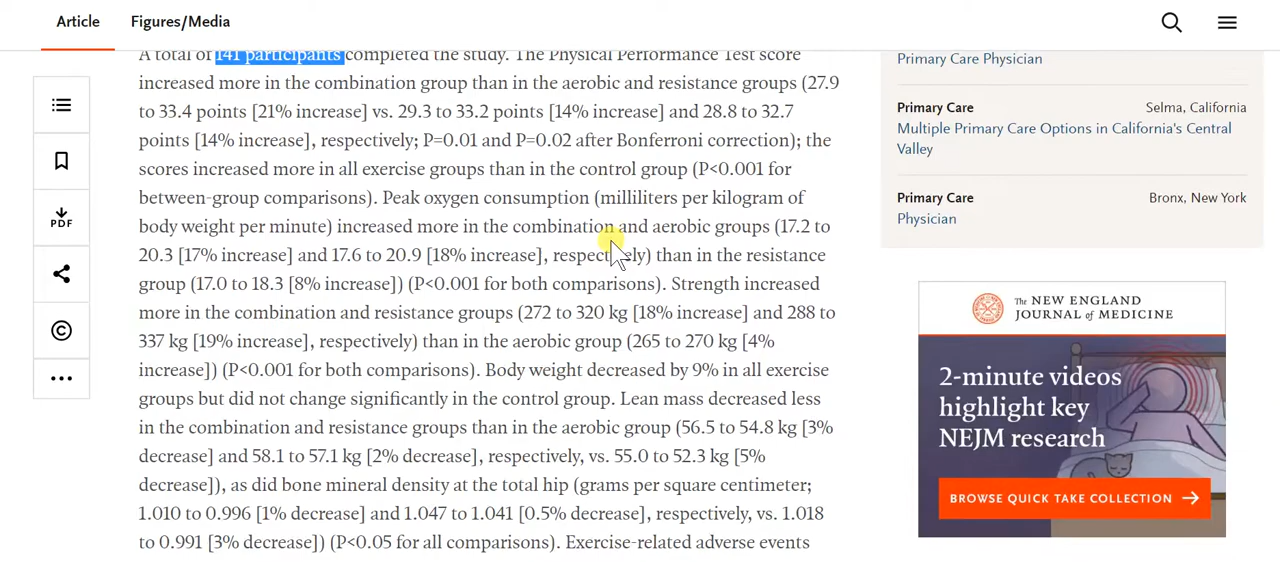 Article
Figures/Media
A total of 141 participants completed the study. The Physical Performance Test score
increased more in the combination group than in the aerobic and resistance groups (27.9
to 33.4 points [21% increase] vs. 29.3 to 33.2 points [14% increase] and 28.8 to 32.7
points [14% increase], respectively; P=0.01 and P=0.02 after Bonferroni correction); the
scores increased more in all exercise groups than in the control group (P<0.001 for
between-group comparisons). Peak oxygen consumption (milliliters per kilogram of
body weight per minute) increased more in the combination and aerobic groups (17.2 to
20.3 [17% increase] and 17.6 to 20.9 [18% increase], respectively) than in the resistance
group (17.0 to 18.3 [8% increase]) (P<0.001 for both comparisons). Strength increased
more in the combination and resistance groups (272 to 320 kg [18% increase] and 288 to
337 kg [19% increase], respectively) than in the aerobic group (265 to 270 kg [4%
increase]) (P<0.001 for both comparisons). Body weight decreased by 9% in all exercise
groups but did not change significantly in the control group. Lean mass decreased less
in the combination and resistance groups than in the aerobic group (56.5 to 54.8 kg [3%
decrease] and 58.1 to 57.1 kg [2% decrease], respectively, vs. 55.0 to 52.3 kg [5%
decrease]), as did bone mineral density at the total hip (grams per square centimeter;
1.010 to 0.996 [1% decrease] and 1.047 to 1.041 [0.5% decrease], respectively, vs. 1.018
to 0.991 [3% decrease]) (P<0.05 for all comparisons). Exercise-related adverse events
PDF
Primary Care Physician
Primary Care
Selma, California
Multiple Primary Care Options in California's Central
Valley
Primary Care
Bronx, New York
Physician
The NEW ENGLAND
JOURNAL of MEDICINE
2-minute videos
highlight key
NEJM research
BROWSE QUICK TAKE COLLECTION